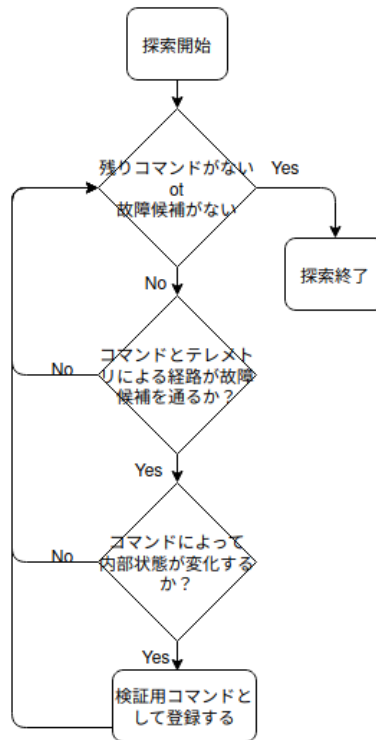 探索開始
残りコマンドがない
ot
故障候補がない
Yes
探索終了
No
コマンドとテレメト
リによる経路が故障
候補を通るか？
No
Yes
コマンドによって
内部状態が変化する
か？
No
Yes
検証用コマンドと
して登録する